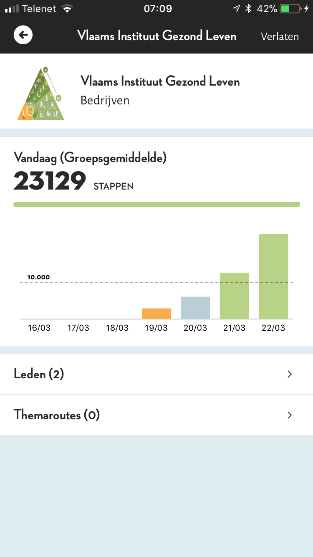 Telenet 07:09 42%
Vlaams Instituut Gezond Leven Verlaten
Vlaams Instituut Gezond Leven
Bedrijven
Vandaag (Groepsgemiddelde)
23129 STAPPEN
10.000
16/03 17/03 18/03 19/03 20/03 21/03 22/03
Leden (2)
Themaroutes (0)